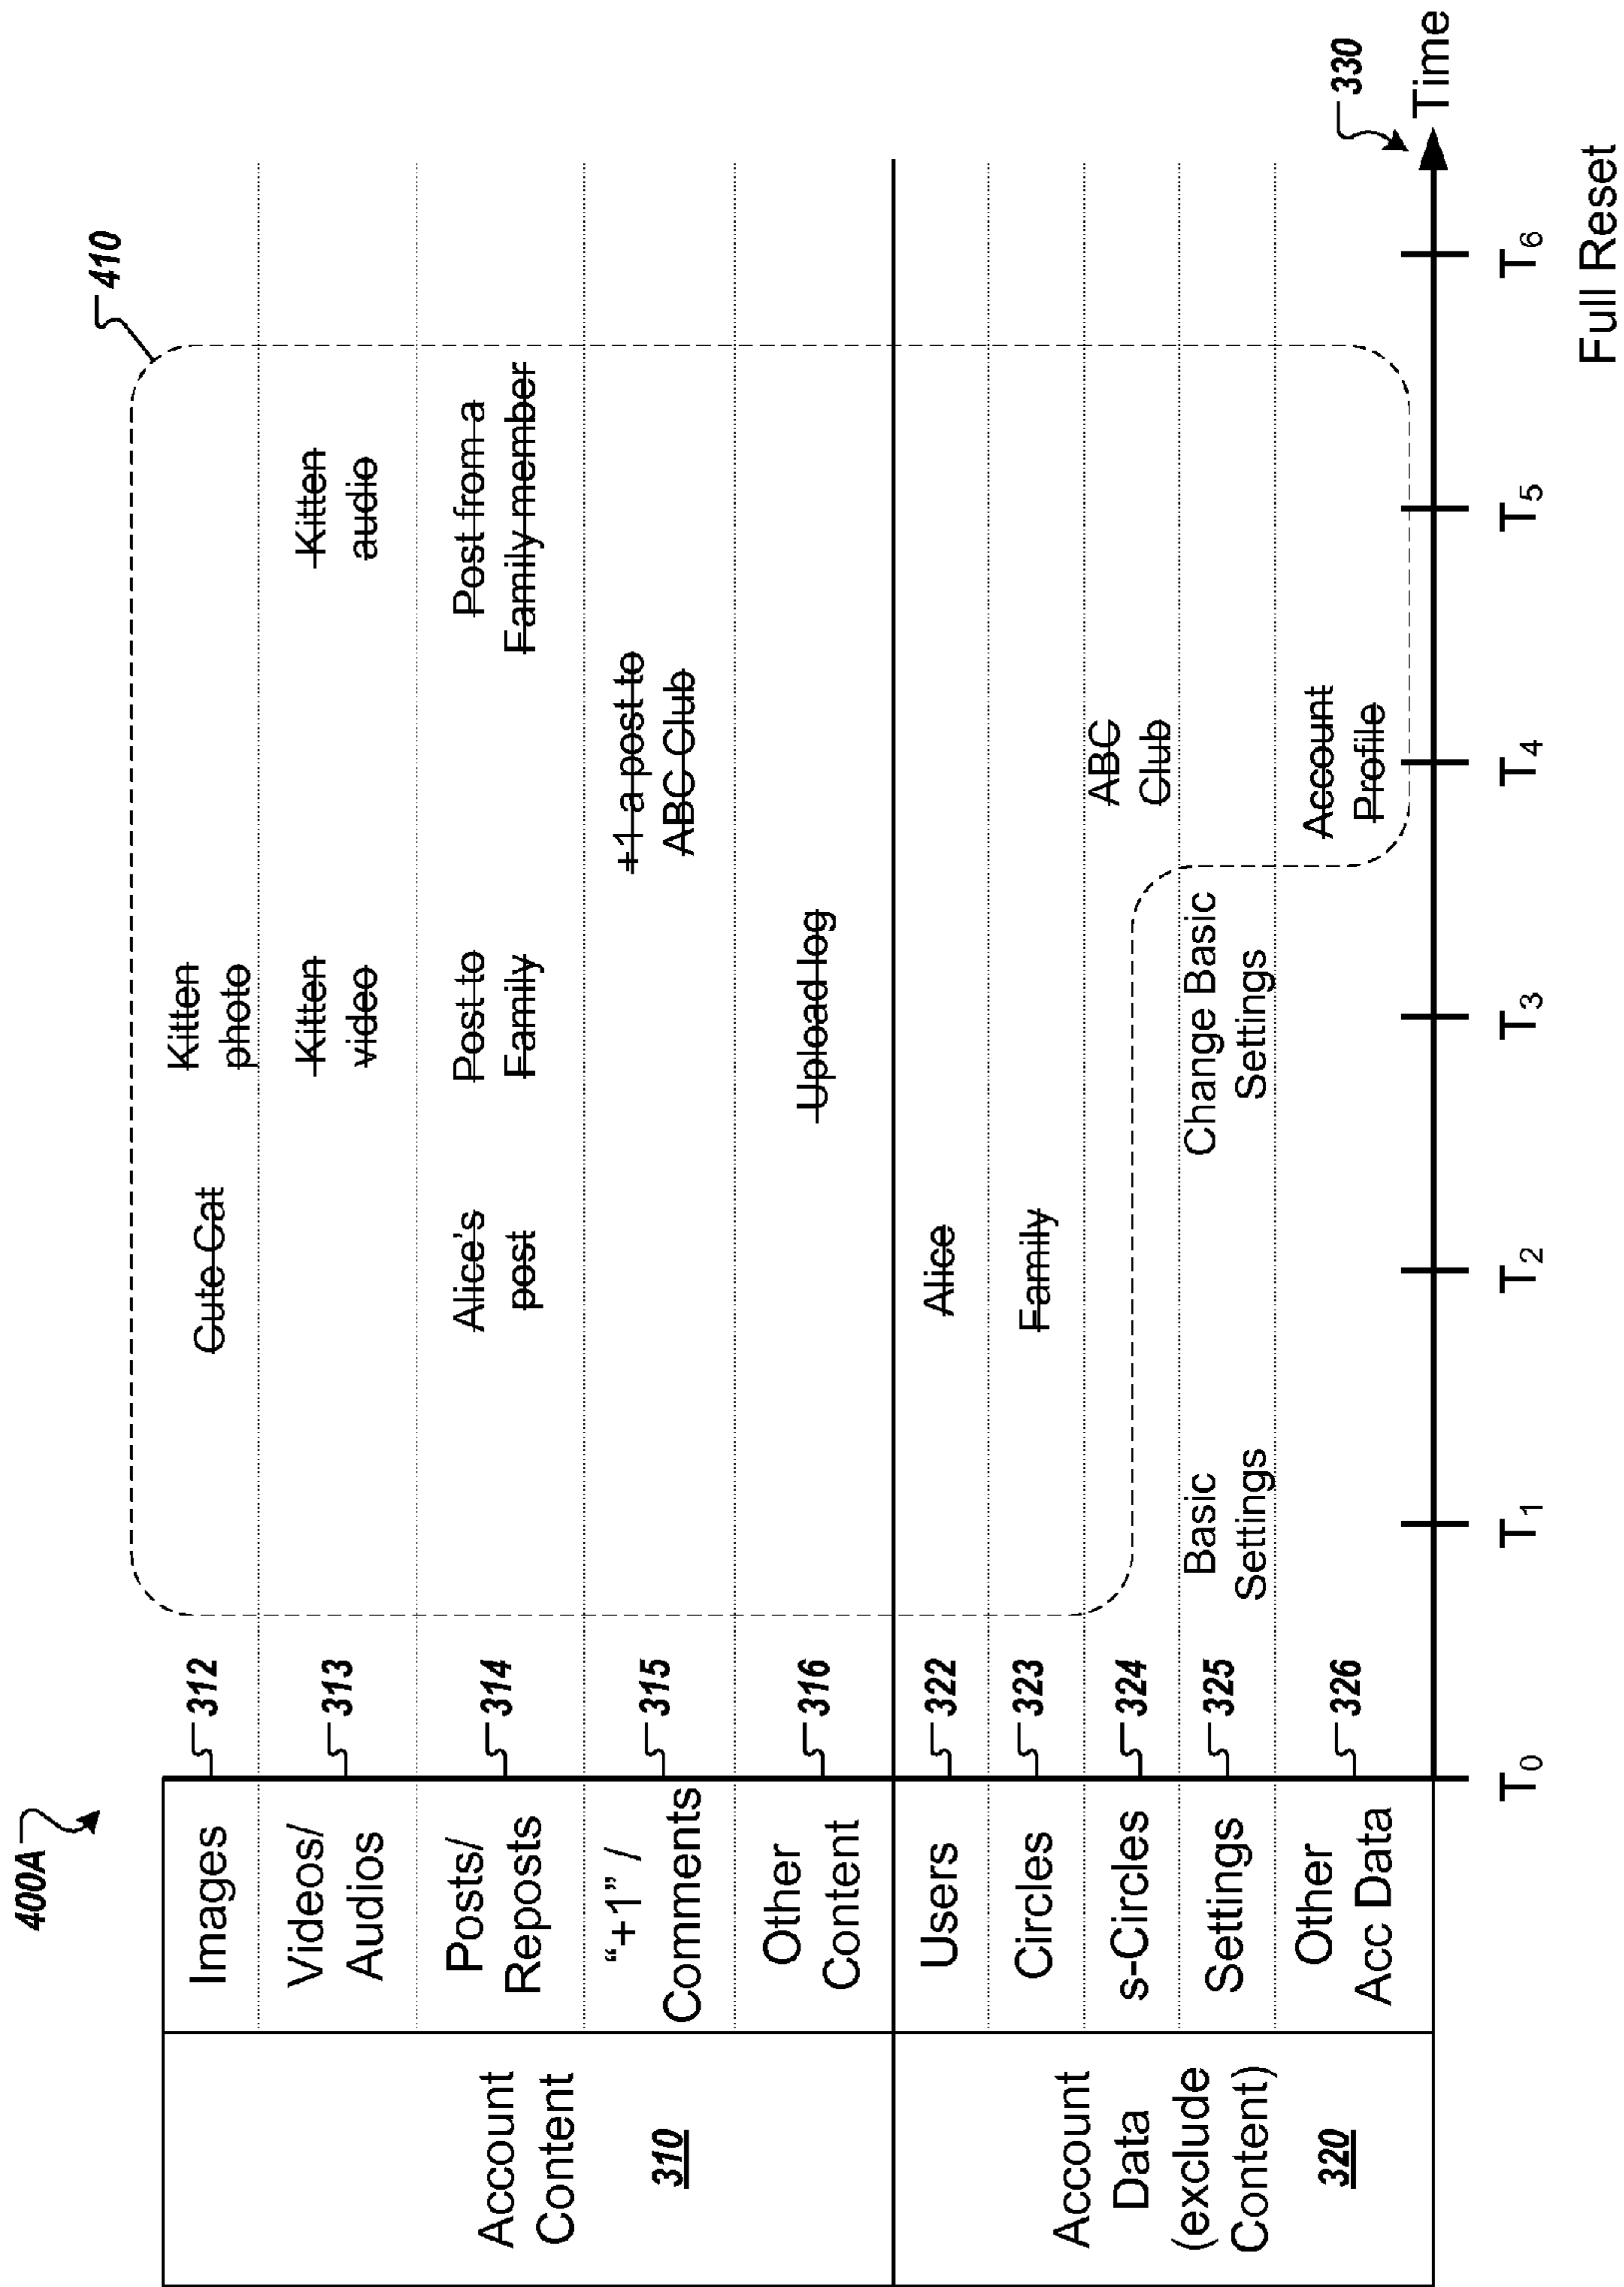 400A
410
Account
Content
310
Images
312
Cute Cat
Kitten
photo
Videos/
Audios
313
Kitten
video
Kitten
audio
Posts/
Reposts
314
Alice's
post
Post to
Family
Post from a
Family member
“+1” /
Comments
315
+1 a post to
ABC Club
Other
Content
316
Upload log
Account
Data
(exclude
Content)
320
Users
322
Alice
Circles
323
Family
s-Circles
324
ABC
Club
Settings
325
Basic
Settings
Change Basic
Settings
Other
Acc Data
326
Account
Profile
330
Time
T0
T1
T2
T3
T4
T5
T6
Full Reset